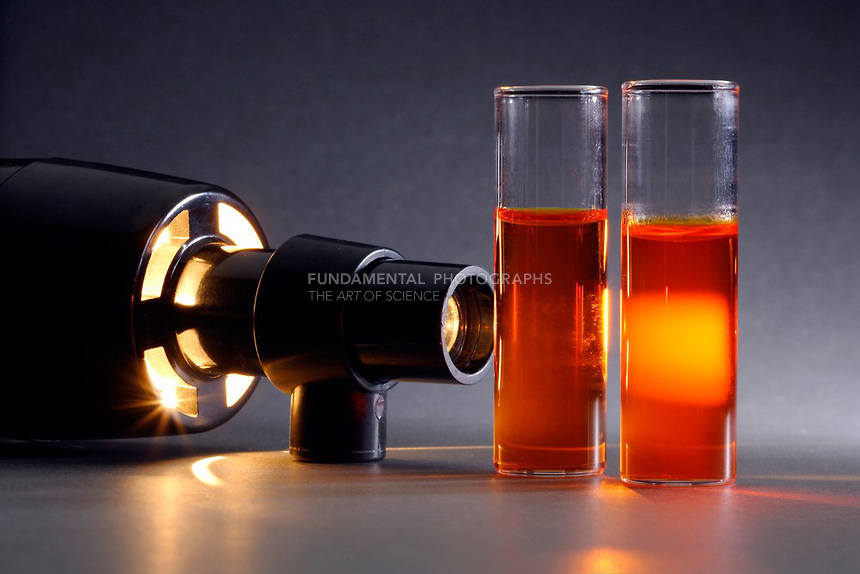 FUNDAMENTAL PHOTOGRAPHS
THE ART OF SCIENCE